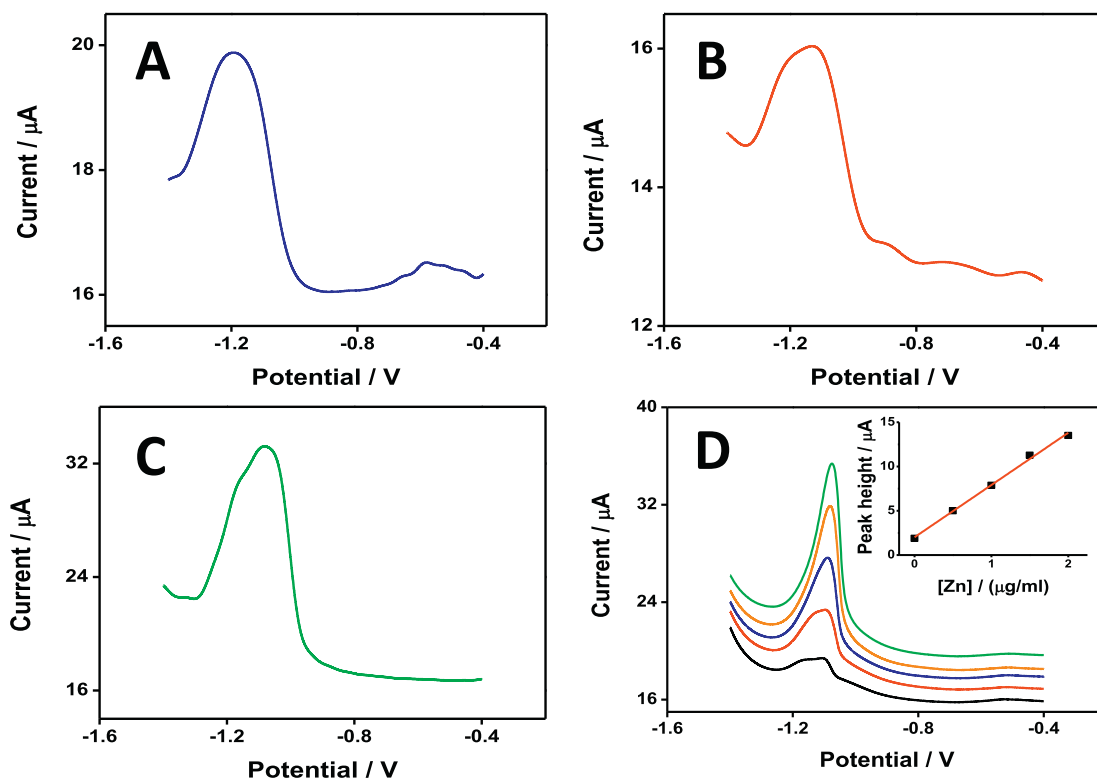 A
20
18
16
Current / μA
-1.6
-1.2
-0.8
-0.4
Potential / V
B
16
14
12
Current / μA
-1.6
-1.2
-0.8
-0.4
Potential / V
C
32
24
16
Current / μA
-1.6
-1.2
-0.8
-0.4
Potential / V
D
40
32
24
16
Current / μA
-1.6
-1.2
-0.8
-0.4
Potential / V
15
10
5
0
Peak height / μA
0
1
2
[Zn] / (μg/ml)